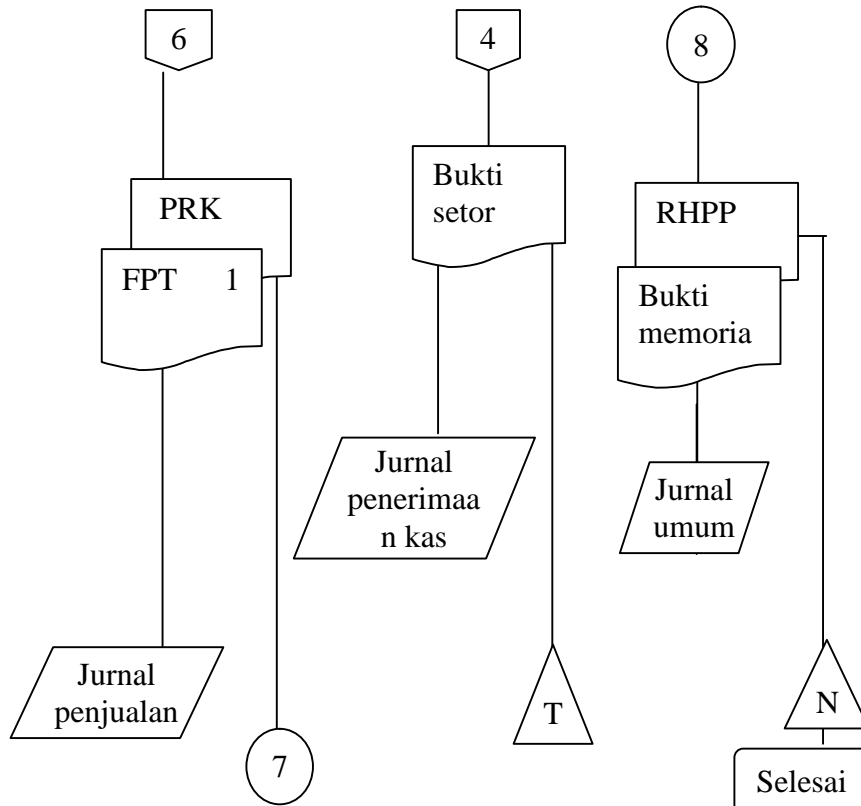 6
4
8
PRK
FPT 1
Bukti
setor
RHPP
Bukti
memoria
Jurnal
penerimaa
n kas
Jurnal
umum
Jurnal
penjualan
7
T
N
Selesai